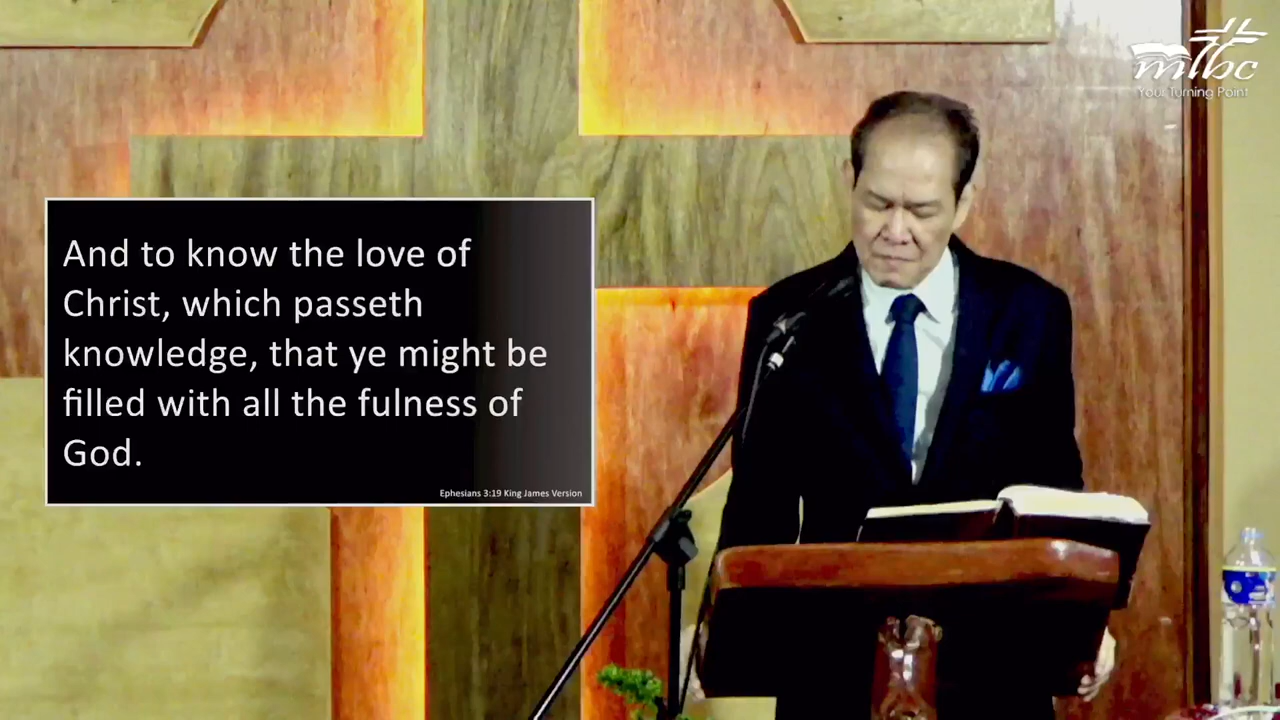 And to know the love of
Christ, which passeth
knowledge, that ye might be
filled with all the fulness of
God.
Ephesians 3:19 King James Version
mlbc
Your Turning Point